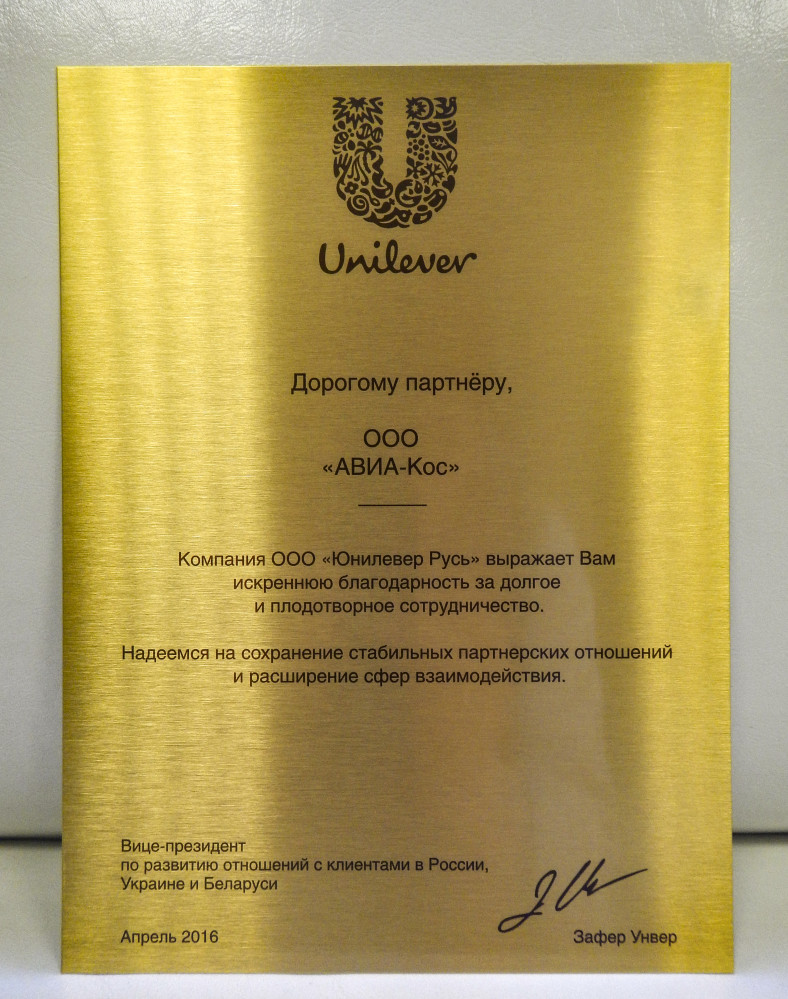 Unilever
Дорогому партнёру,
ООО
«АВИА-Кос»
Компания ООО «Юнилевер Русь» выражает Вам
искреннюю благодарность за долгое
и плодотворное сотрудничество.
Надеемся на сохранение стабильных партнерских отношений
и расширение сфер взаимодействия.
Вице-президент
по развитию отношений с клиентами в России,
Украине и Беларуси
Апрель 2016
Зафер Унвер